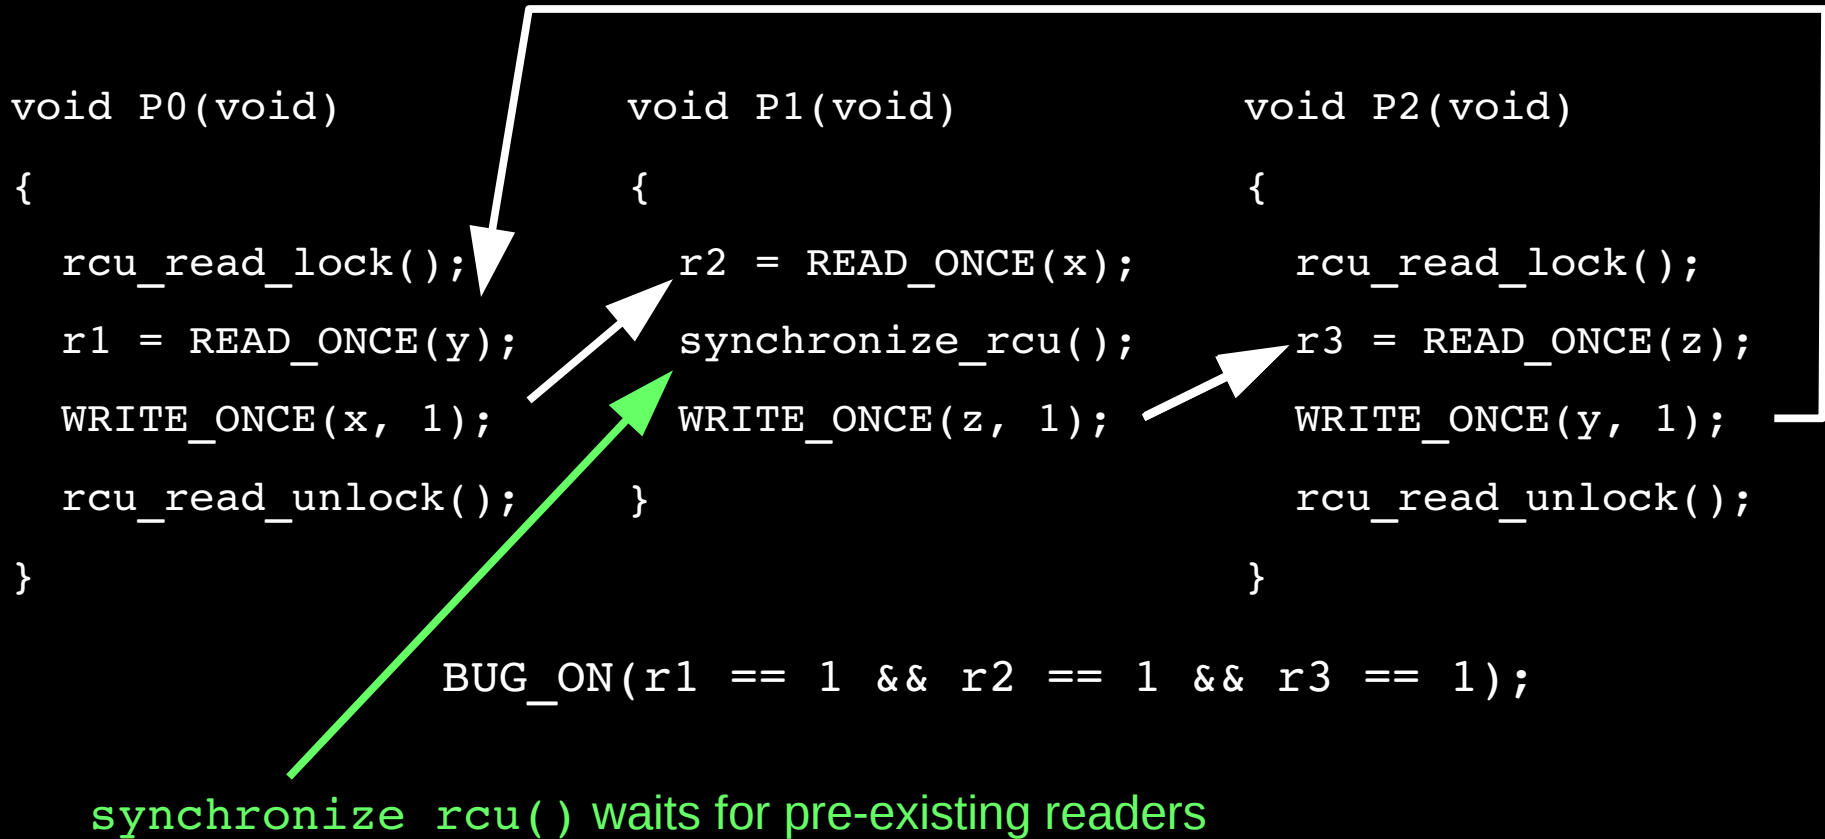 void P0(void) void P1(void) void P2(void)
{ { {
rcu_read_lock(); r2 = READ_ONCE(x); rcu_read_lock();
r1 = READ_ONCE(y); synchronize_rcu(); r3 = READ_ONCE(z);
WRITE_ONCE(x, 1); WRITE_ONCE(z, 1); WRITE_ONCE(y, 1);
rcu_read_unlock(); } rcu_read_unlock();
} }
BUG_ON(r1 == 1 && r2 == 1 && r3 == 1);
synchronize rcu() waits for pre-existing readers